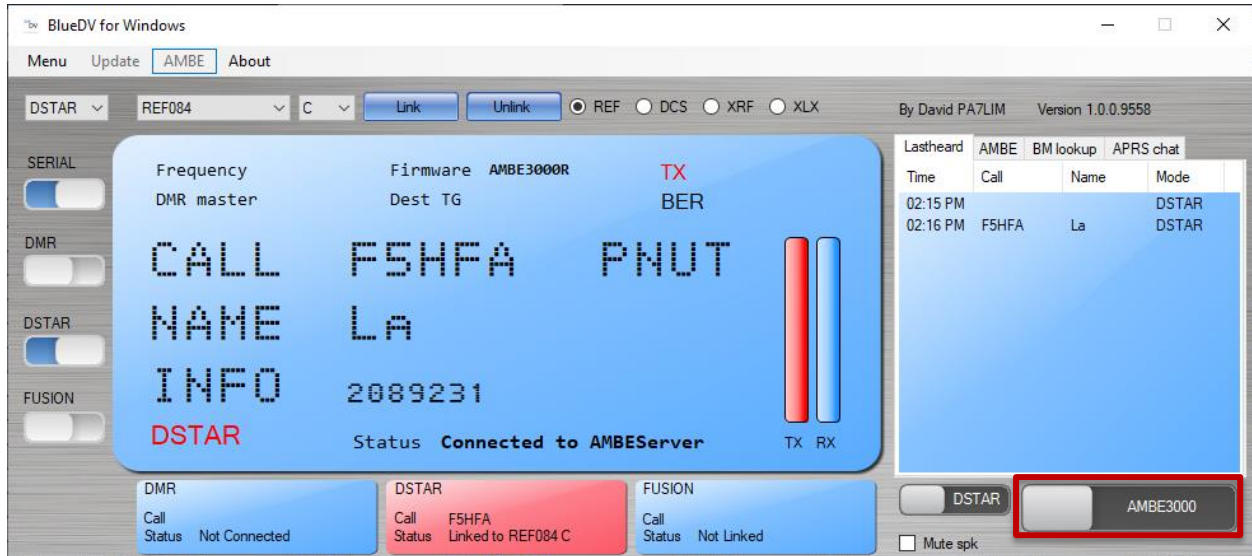 BlueDV for Windows
Menu Update AMBE About
DSTAR REF084 C Link Unlink REF DCS XRF XLX By David PA7LIM Version 1.0.0.9558
SERIAL
DMR
DSTAR
FUSION
Frequency Firmware AMBE3000R TX
DMR master Dest TG BER
CALL F5HFA PNUT
NAME La
INFO 2089231
DSTAR Status Connected to AMBEServer TX RX
Lastheard AMBE BM lookup APRS chat
Time Call Name Mode
02:15 PM DSTAR
02:16 PM F5HFA La DSTAR
DMR
Call
Status Not Connected
DSTAR
Call F5HFA
Status Linked to REF084 C
FUSION
Call
Status Not Linked
DSTAR AMBE3000
Mute spk